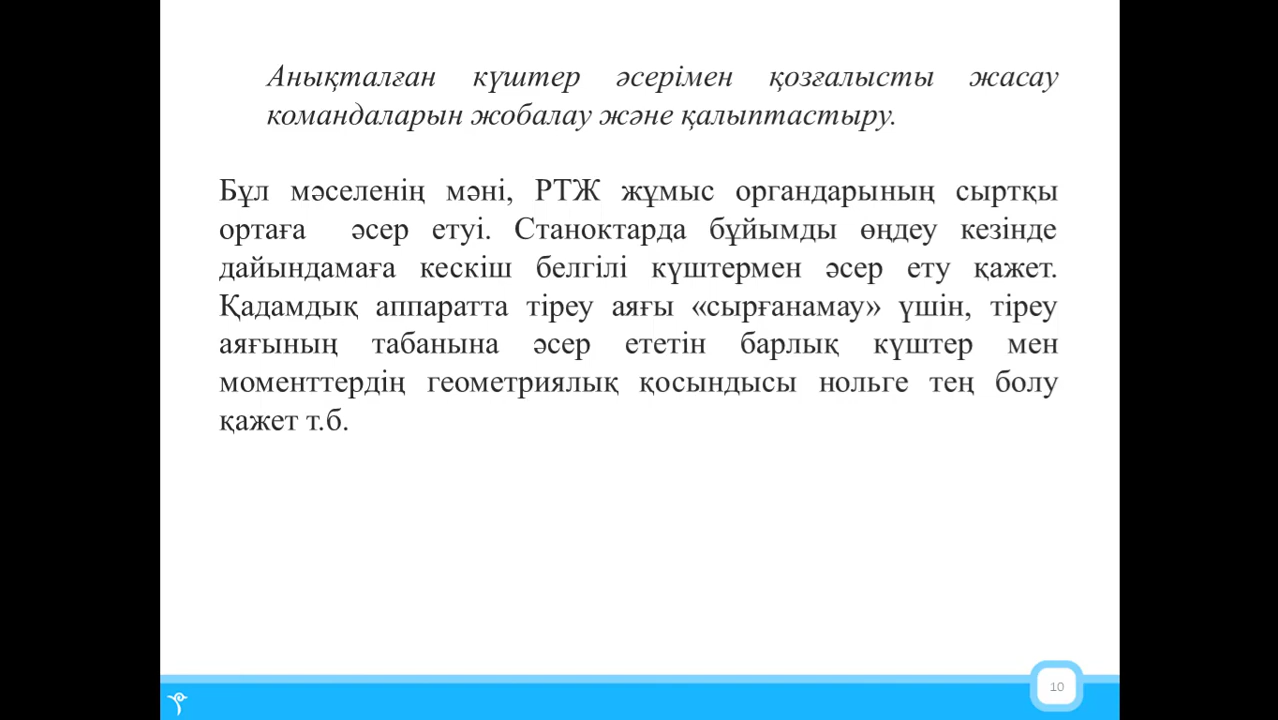 Анықталған күштер әсерімен қозғалысты жасау
командаларын жобалау және қалыптастыру.
Бұл мәселенің мәні, РТЖ жұмыс органдарының сыртқы
ортаға әсер етуі. Станоктарда бұйымды өңдеу кезінде
дайындамаға кескіш белгілі күштермен әсер ету қажет.
Қадамдық аппаратта тіреу аяғы «сырғанамау» үшін, тіреу
аяғының табанына әсер ететін барлық күштер мен
моменттердің геометриялық қосындысы нольге тең болу
қажет т.б.
10